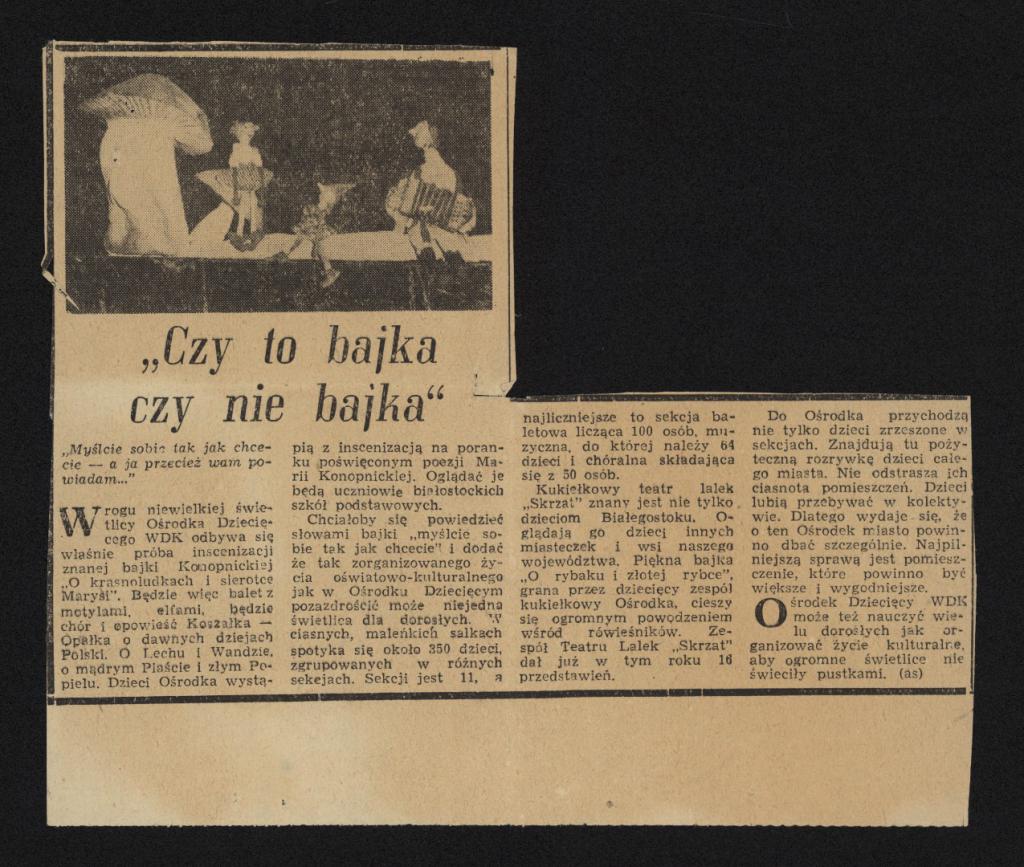 „Czy to bajka
czy nie bajka“
„Myślcie sobie tak jak chce-
cie — a ja przecież wam po-
wiadam...”
W rogu niewielkiej świe-
tlicy Ośrodka Dziecię-
cego WDK odbywa się
właśnie próba inscenizacji
znanej bajki Konopnickiej
„O krasnoludkach i sierotce
Marysi”. Będzie więc balet z
motylami, elfami, będzie
chór i opowieść Koszałka —
Opałka o dawnych dziejach
Polski. O Lechu i Wandzie,
o mądrym Piaście i złym Po-
pielu. Dzieci Ośrodka wystą-
pią z inscenizacją na poran-
ku poświęconym poezji Ma-
rii Konopnickiej. Oglądać je
będą uczniowie białostockich
szkół podstawowych.
Chciałoby się powiedzieć
słowami bajki „myślcie so-
bie tak jak chcecie” i dodać
że tak zorganizowanego ży-
cia oświatowo-kulturalnego
jak w Ośrodku Dziecięcym
pozazdrościć może niejedna
świetlica dla dorosłych. W
ciasnych, maleńkich salkach
spotyka się około 350 dzieci,
zgrupowanych w różnych
sekcjach. Sekcji jest 11, a
najliczniejsze to sekcja ba-
letowa licząca 100 osób, mu-
zyczna, do której należy 64
dzieci i chóralna składająca
się z 50 osób.
Kukiełkowy teatr lalek
„Skrzat” znany jest nie tylko
dzieciom Białegostoku. O-
glądają go dzieci innych
miasteczek i wsi naszego
województwa. Piękna bajka
„O rybaku i złotej rybce”,
grana przez dziecięcy zespół
kukiełkowy Ośrodka, cieszy
się ogromnym powodzeniem
wśród rówieśników. Ze-
spół Teatru Lalek „Skrzat”
dał już w tym roku 16
przedstawień.
Do Ośrodka przychodzą
nie tylko dzieci zrzeszone w
sekcjach. Znajdują tu poży-
teczną rozrywkę dzieci całe-
go miasta. Nie odstrasza ich
ciasnota pomieszczeń. Dzieci
lubią przebywać w kolekty-
wie. Dlatego wydaje się, że
o ten Ośrodek miasto powin-
no dbać szczególnie. Najpil-
niejszą sprawą jest pomiesz-
czenie, które powinno być
większe i wygodniejsze.
Ośrodek Dziecięcy WDK
może też nauczyć wie-
lu dorosłych jak or-
ganizować życie kulturalne,
aby ogromne świetlice nie
świeciły pustkami. (as)